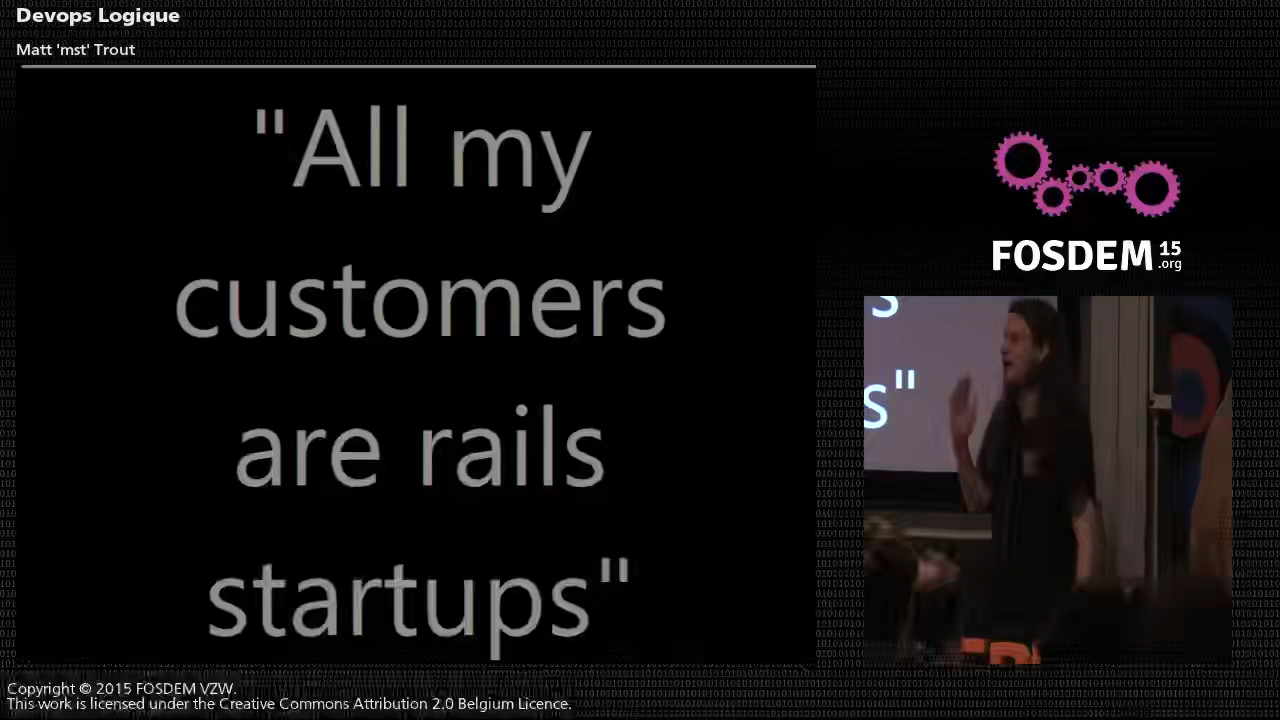 Devops Logique
Matt 'mst' Trout
"All my
customers
are rails
startups"
FOSDEM 15
.org
s
s"
Copyright © 2015 FOSDEM VZW.
This work is licensed under the Creative Commons Attribution 2.0 Belgium Licence.